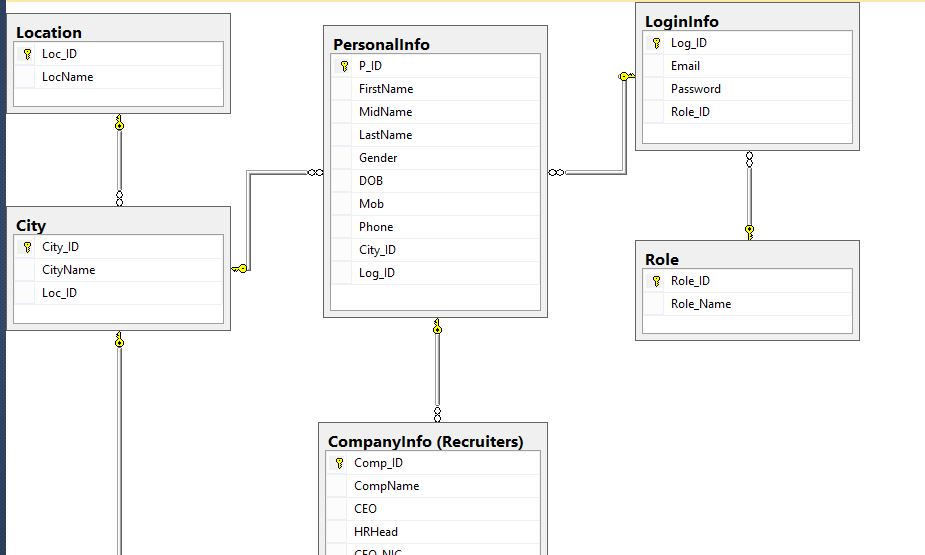 Location
Loc_ID
LocName
City
City_ID
CityName
Loc_ID
PersonalInfo
P_ID
FirstName
MidName
LastName
Gender
DOB
Mob
Phone
City_ID
Log_ID
LoginInfo
Log_ID
Email
Password
Role_ID
Role
Role_ID
Role_Name
CompanyInfo (Recruiters)
Comp_ID
CompName
CEO
HRHead
CEO_NIC